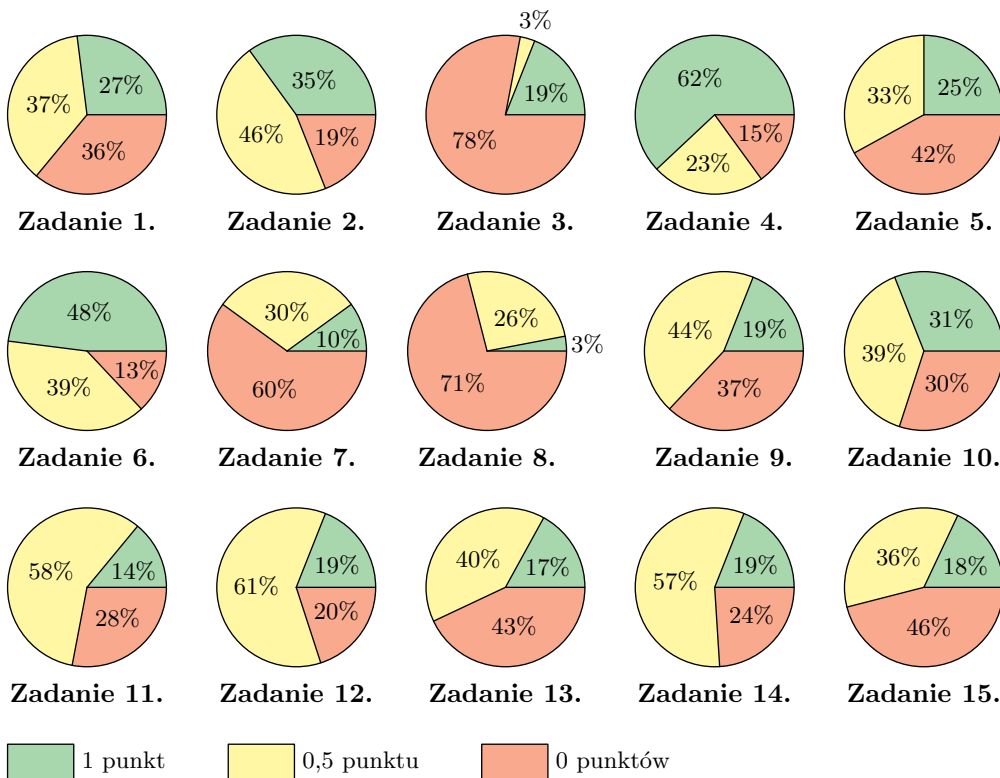 3%
27%
37%
36%
35%
46%
19%
19%
78%
62%
23%
15%
33%
25%
42%
Zadanie 1.
Zadanie 2.
Zadanie 3.
Zadanie 4.
Zadanie 5.
48%
39%
13%
30%
10%
60%
26%
3%
71%
44%
19%
37%
31%
39%
30%
Zadanie 6.
Zadanie 7.
Zadanie 8.
Zadanie 9.
Zadanie 10.
58%
14%
28%
61%
19%
20%
40%
17%
43%
57%
19%
24%
36%
18%
46%
Zadanie 11.
Zadanie 12.
Zadanie 13.
Zadanie 14.
Zadanie 15.
1 punkt
0,5 punktu
0 punktów